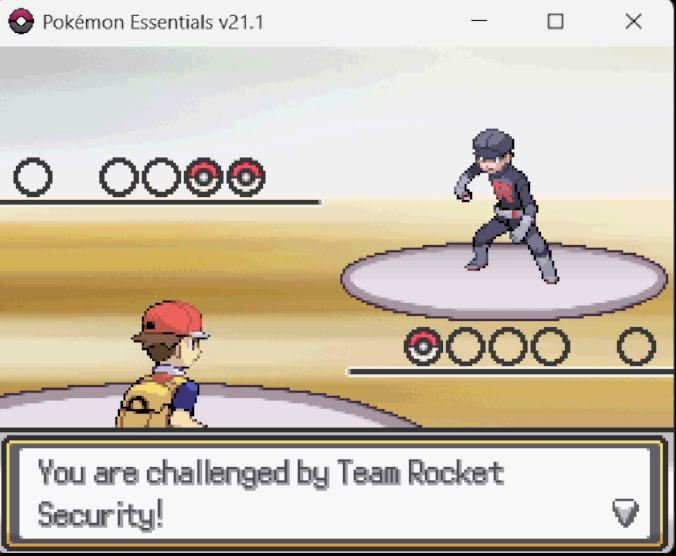 Pokémon Essentials v21.1
R
You are challenged by Team Rocket
Security!